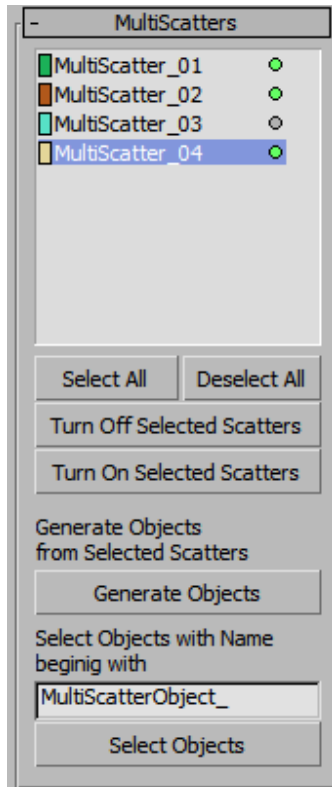 - MultiScatters
MultiScatter_01
MultiScatter_02
MultiScatter_03
MultiScatter_04
Select All Deselect All
Turn Off Selected Scatters
Turn On Selected Scatters
Generate Objects
from Selected Scatters
Generate Objects
Select Objects with Name
beginig with
MultiScatterObject_
Select Objects